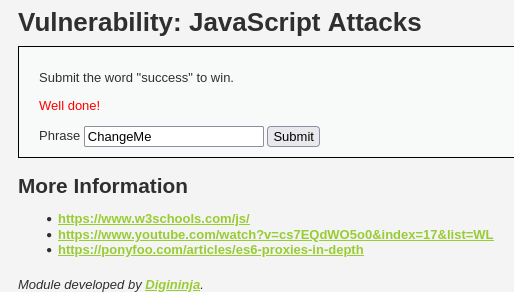 Vulnerability: JavaScript Attacks
Submit the word "success" to win.
Well done!
Phrase ChangeMe Submit
More Information
• https://www.w3schools.com/js/
• https://www.youtube.com/watch?v=cs7EQdWO5o0&index=17&list=WL
• https://ponyfoo.com/articles/es6-proxies-in-depth
Module developed by Digininja.